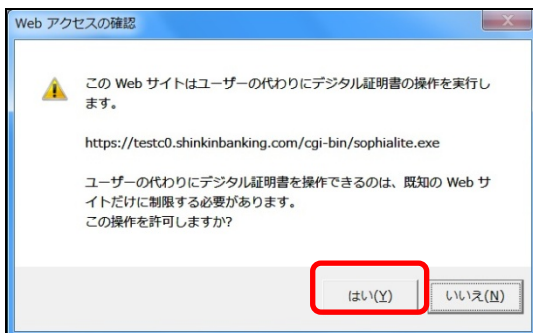 Web アクセスの確認
この Web サイトはユーザーの代わりにデジタル証明書の操作を実行し
ます。
https://testc0.shinkinbanking.com/cgi-bin/sophialite.exe
ユーザーの代わりにデジタル証明書を操作できるのは、既知の Web サ
イトだけに制限する必要があります。
この操作を許可しますか?
はい(Y) いいえ(N)